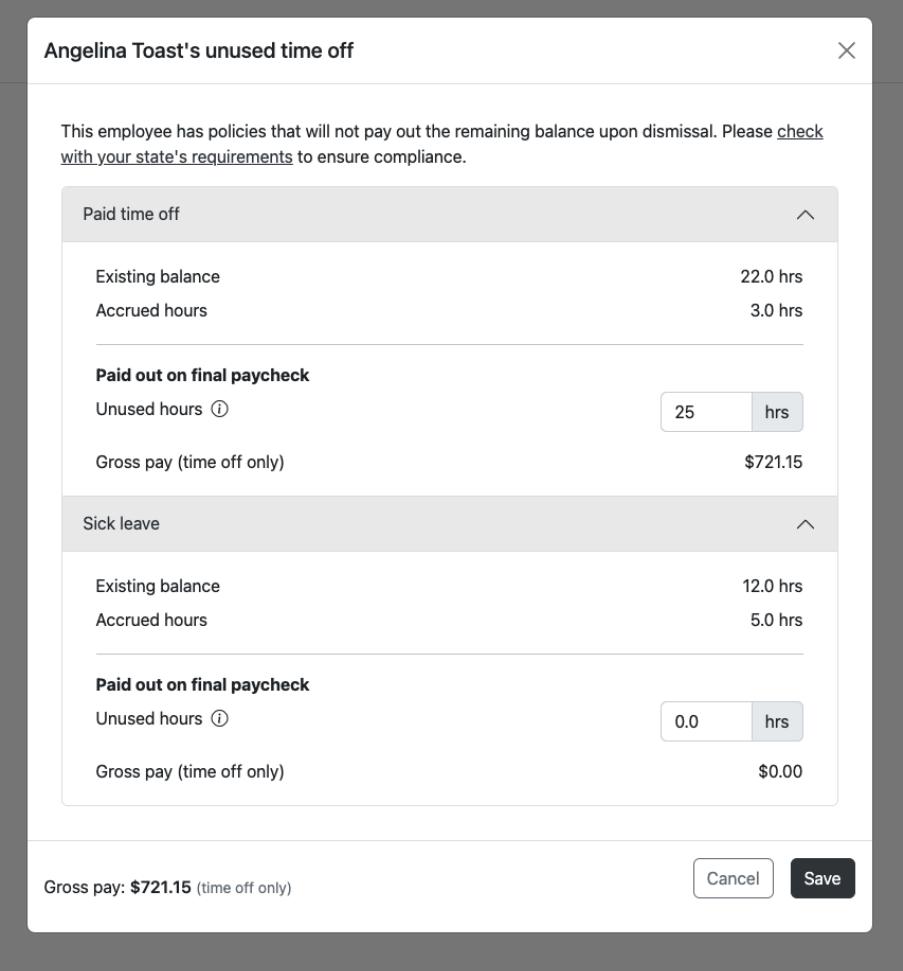 Angelina Toast's unused time off
This employee has policies that will not pay out the remaining balance upon dismissal. Please check
with your state's requirements to ensure compliance.
Paid time off
Existing balance 22.0 hrs
Accrued hours 3.0 hrs
Paid out on final paycheck
Unused hours 25 hrs
Gross pay (time off only) $721.15
Sick leave
Existing balance 12.0 hrs
Accrued hours 5.0 hrs
Paid out on final paycheck
Unused hours 0.0 hrs
Gross pay (time off only) $0.00
Gross pay: $721.15 (time off only) Cancel Save